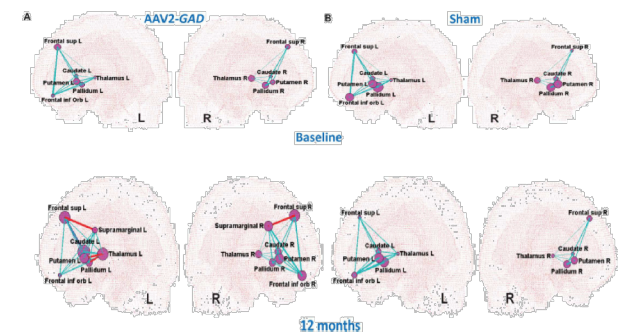 A AAV2-GAD B Sham
Frontal sup L
Caudate L
Thalamus L
Putamen L
Pallidum L
Frontal inf Orb L
L
Frontal sup R
Caudate R
Thalamus R
Putamen R
Pallidum R
R
Frontal sup L
Caudate L
Thalamus L
Putamen L
Pallidum L
Frontal inf Orb L
L
Frontal sup R
Caudate R
Thalamus R
Putamen R
Pallidum R
R
Baseline
Frontal sup L
Supramarginal L
Caudate L
Thalamus L
Putamen L
Pallidum L
Frontal inf orb L
L
Frontal sup R
Supramarginal R
Caudate R
Thalamus R
Putamen R
Pallidum R
Frontal inf orb R
R
Frontal sup L
Caudate L
Thalamus L
Putamen L
Pallidum L
Frontal inf orb L
L
Frontal sup R
Caudate R
Thalamus R
Putamen R
Pallidum R
R
12 months